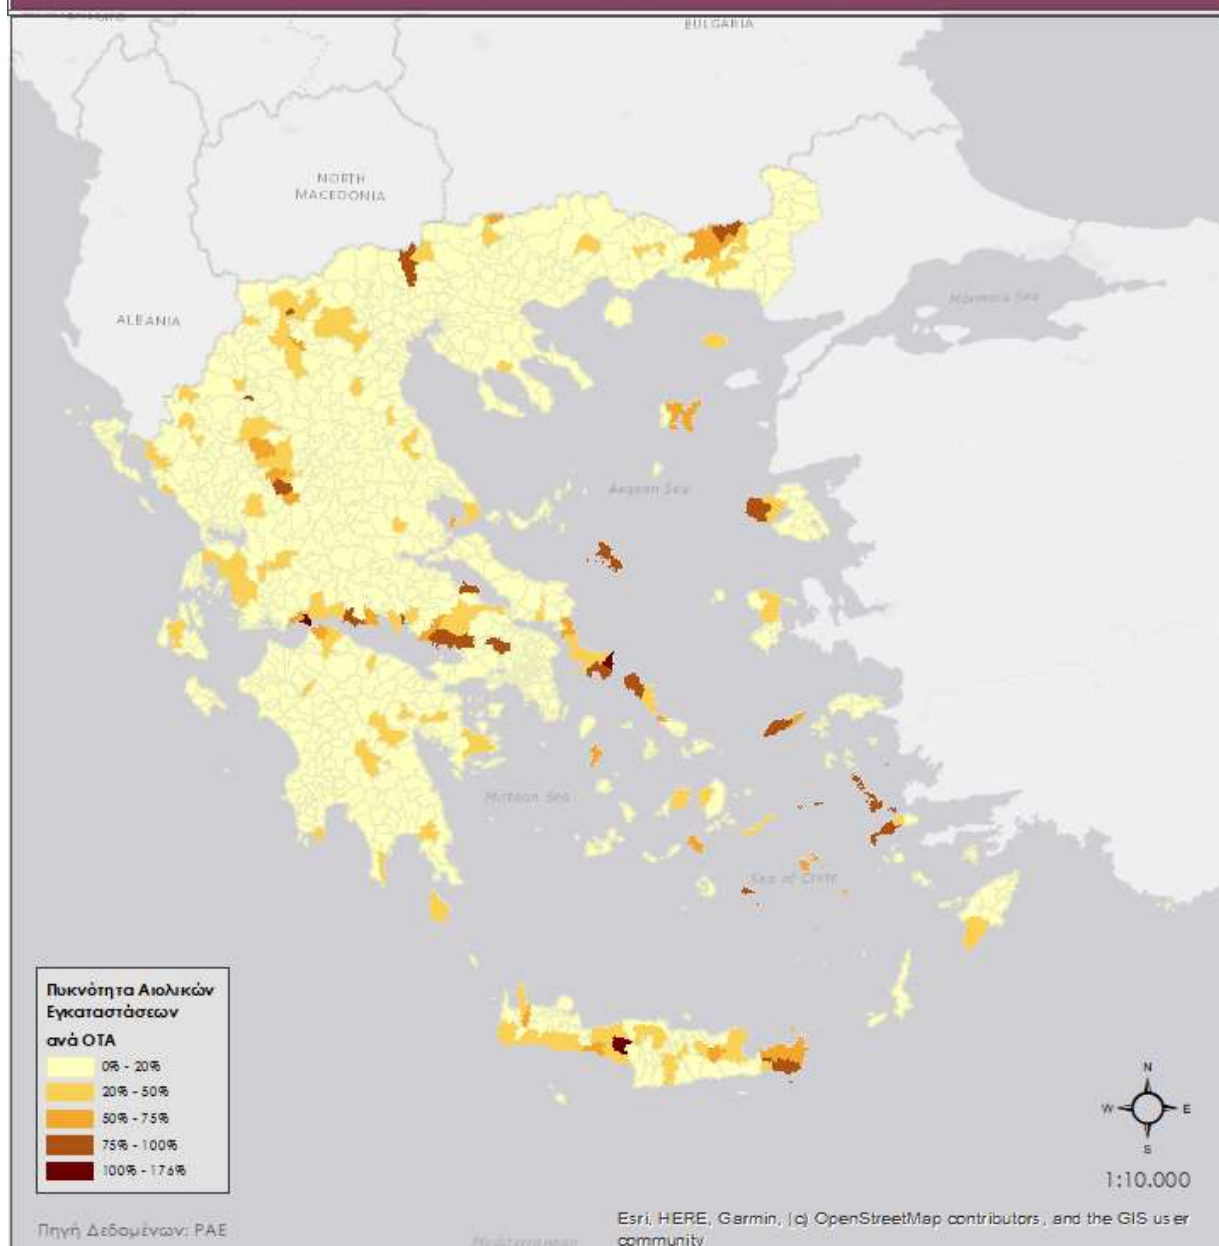 BULGARIA
NORTH
MACEDONIA
ALBANIA
Marmara Sea
Aegean Sea
Mirtoan Sea
Sea of Crete
Πυκνότητα Αιολικών
Εγκαταστάσεων
ανά ΟΤΑ
0% - 20%
20% - 50%
50% - 75%
75% - 100%
100% - 176%
N
W E
S
1:10.000
Πηγή Δεδομένων: ΡΑΕ
Esri, HERE, Garmin, (c) OpenStreetMap contributors, and the GIS user
community
Mediterranean